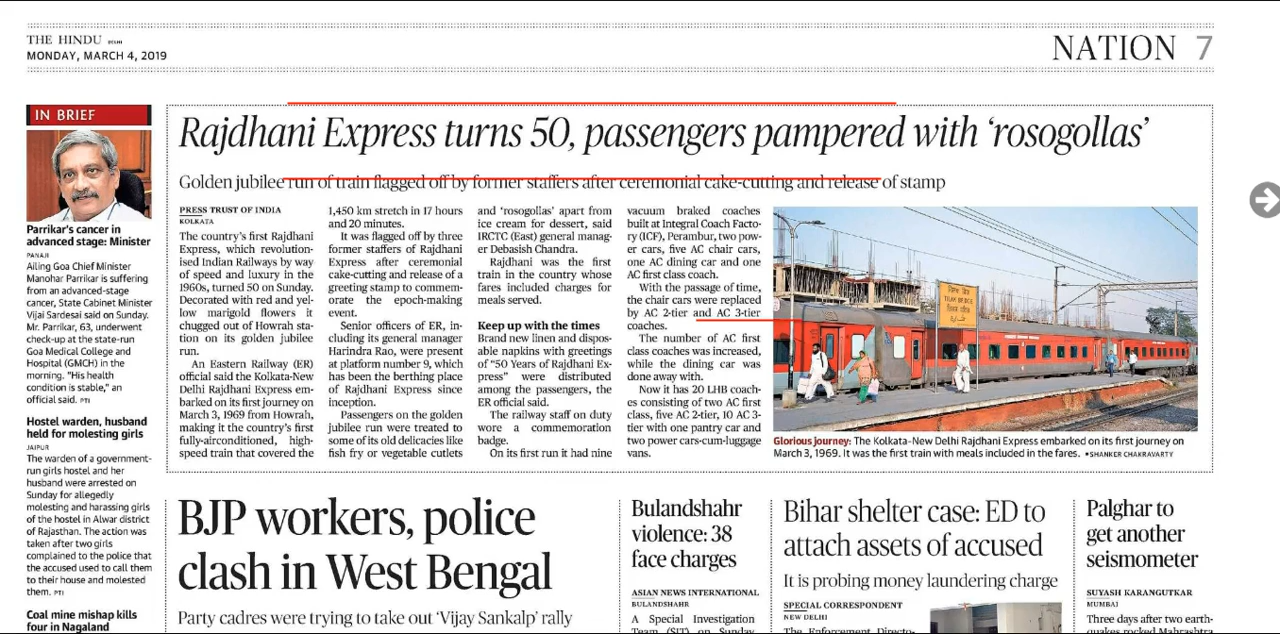 THE HINDU DELHI
MONDAY, MARCH 4, 2019
NATION 7
IN BRIEF
Parrikar's cancer in
advanced stage: Minister
PANAJI
Ailing Goa Chief Minister
Manohar Parrikar is suffering
from an advanced-stage
cancer, State Cabinet Minister
Vijai Sardesai said on Sunday.
Mr. Parrikar, 63, underwent
check-up at the state-run
Goa Medical College and
Hospital (GMCH) in the
morning. "His health
condition is stable," an
official said. PTI
Hostel warden, husband
held for molesting girls
JAIPUR
The warden of a government-
run girls hostel and her
husband were arrested on
Sunday for allegedly
molesting and harassing girls
of the hostel in Alwar district
of Rajasthan. The action was
taken after two girls
complained to the police that
the accused used to call them
to their house and molested
them. PTI
Coal mine mishap kills
four in Nagaland
Rajdhani Express turns 50, passengers pampered with ‘rosogollas’
Golden jubilee run of train flagged off by former staffers after ceremonial cake-cutting and release of stamp
PRESS TRUST OF INDIA
KOLKATA
The country's first Rajdhani
Express, which revolution-
ised Indian Railways by way
of speed and luxury in the
1960s, turned 50 on Sunday.
Decorated with red and yel-
low marigold flowers it
chugged out of Howrah sta-
tion on its golden jubilee
run.
An Eastern Railway (ER)
official said the Kolkata-New
Delhi Rajdhani Express em-
barked on its first journey on
March 3, 1969 from Howrah,
making it the country's first
fully-airconditioned, high-
speed train that covered the
1,450 km stretch in 17 hours
and 20 minutes.
It was flagged off by three
former staffers of Rajdhani
Express after ceremonial
cake-cutting and release of a
greeting stamp to commem-
orate the epoch-making
event.
Senior officers of ER, in-
cluding its general manager
Harindra Rao, were present
at platform number 9, which
has been the berthing place
of Rajdhani Express since
inception.
Passengers on the golden
jubilee run were treated to
some of its old delicacies like
fish fry or vegetable cutlets
and ‘rosogollas’ apart from
ice cream for dessert, said
IRCTC (East) general manag-
er Debasish Chandra.
Rajdhani was the first
train in the country whose
fares included charges for
meals served.
Keep up with the times
Brand new linen and dispos-
able napkins with greetings
of “50 Years of Rajdhani Ex-
press” were distributed
among the passengers, the
ER official said.
The railway staff on duty
wore a commemoration
badge.
On its first run it had nine
vacuum braked coaches
built at Integral Coach Facto-
ry (ICF), Perambur, two pow-
er cars, five AC chair cars,
one AC dining car and one
AC first class coach.
With the passage of time,
the chair cars were replaced
by AC 2-tier and AC 3-tier
coaches.
The number of AC first
class coaches was increased,
while the dining car was
done away with.
Now it has 20 LHB coach-
es consisting of two AC first
class, five AC 2-tier, 10 AC 3-
tier with one pantry car and
two power cars-cum-luggage
vans.
TILAK BRIDGE
Glorious journey: The Kolkata-New Delhi Rajdhani Express embarked on its first journey on
March 3, 1969. It was the first train with meals included in the fares. •SHANKER CHAKRAVARTY
BJP workers, police
clash in West Bengal
Party cadres were trying to take out ‘Vijay Sankalp’ rally
Bulandshahr
violence: 38
face charges
ASIAN NEWS INTERNATIONAL
BULANDSHAHR
A Special Investigation
Team (SIT) on Sunday
Bihar shelter case: ED to
attach assets of accused
It is probing money laundering charge
SPECIAL CORRESPONDENT
NEW DELHI
The Enforcement Directo-
Palghar to
get another
seismometer
SUYASH KARANGUTKAR
MUMBAI
Three days after two earth-
quakes rocked Maharashtra